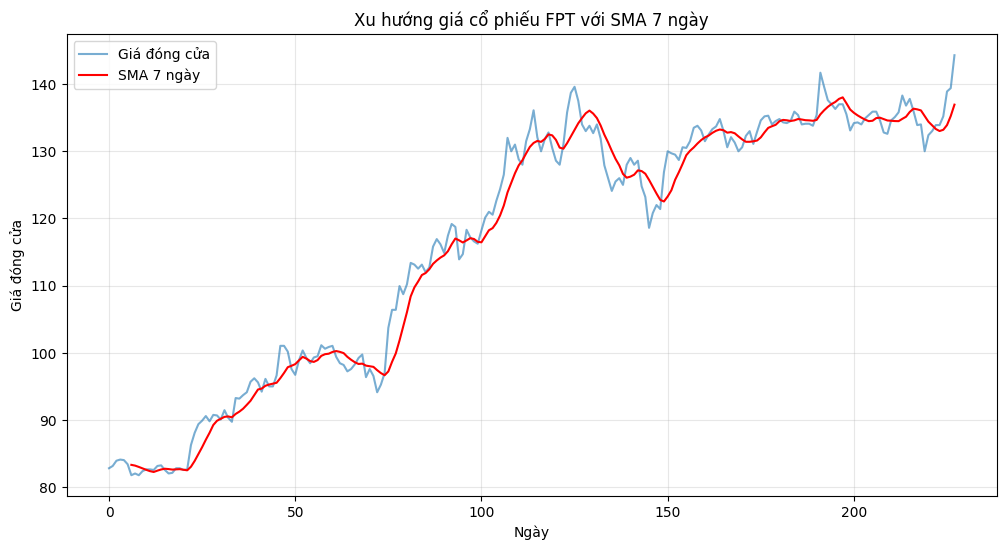 Xu hướng giá cổ phiếu FPT với SMA 7 ngày
Giá đóng cửa
SMA 7 ngày
Giá đóng cửa
140
130
120
110
100
90
80
0
50
100
150
200
Ngày